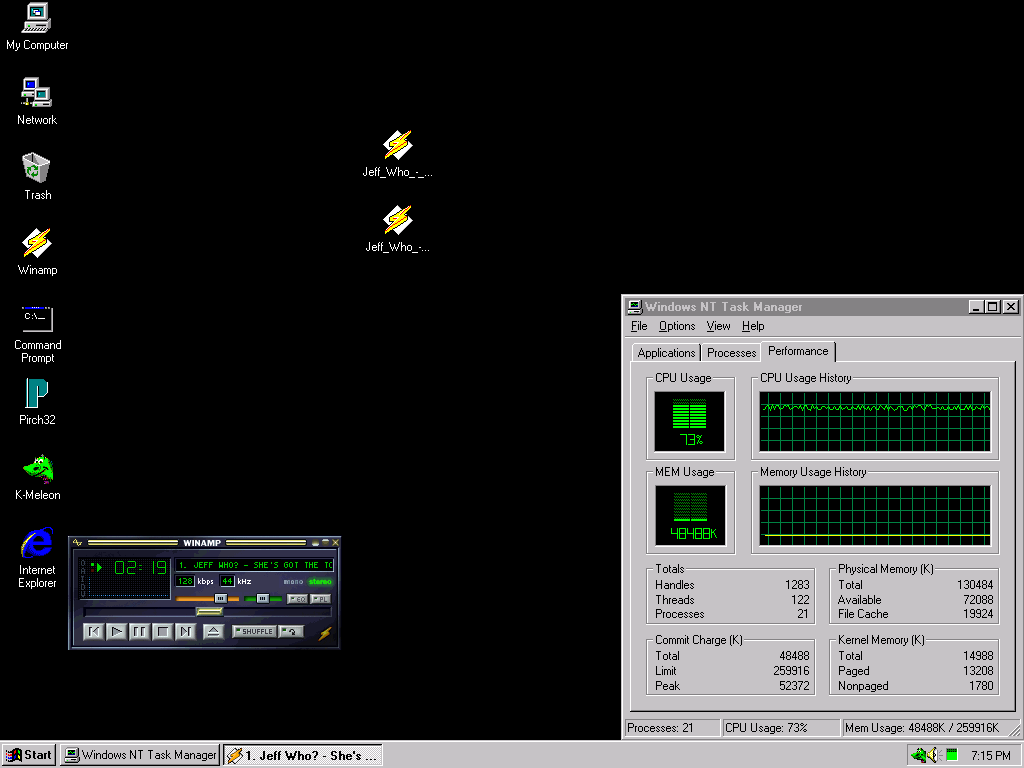 My Computer
Network
Trash
Winamp
C:\_
Command
Prompt
Pirch32
K-Meleon
Internet
Explorer
Jeff_Who_-_...
Jeff_Who_-...
WINAMP
02:19
1. JEFF WHO? - SHE'S GOT THE TO
128 kbps 44 kHz mono stereo
EQ PL
SHUFFLE
Windows NT Task Manager
File Options View Help
Applications Processes Performance
CPU Usage CPU Usage History
73%
MEM Usage Memory Usage History
48488K
Totals
Handles 1283
Threads 122
Processes 21
Physical Memory (K)
Total 130484
Available 72088
File Cache 19924
Commit Charge (K)
Total 48488
Limit 259916
Peak 52372
Kernel Memory (K)
Total 14988
Paged 13208
Nonpaged 1780
Processes: 21 CPU Usage: 73% Mem Usage: 48488K / 259916K
Start Windows NT Task Manager 1. Jeff Who? - She's ... 7:15 PM